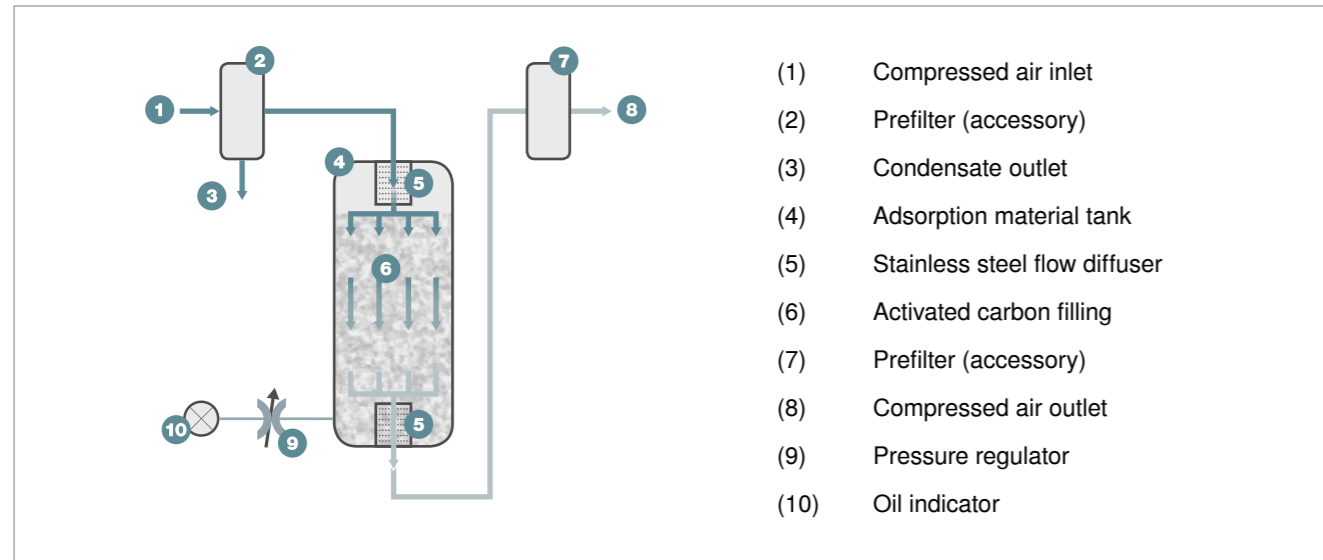 2
7
1
8
4
5
3
6
5
9
10
(1) Compressed air inlet
(2) Prefilter (accessory)
(3) Condensate outlet
(4) Adsorption material tank
(5) Stainless steel flow diffuser
(6) Activated carbon filling
(7) Prefilter (accessory)
(8) Compressed air outlet
(9) Pressure regulator
(10) Oil indicator